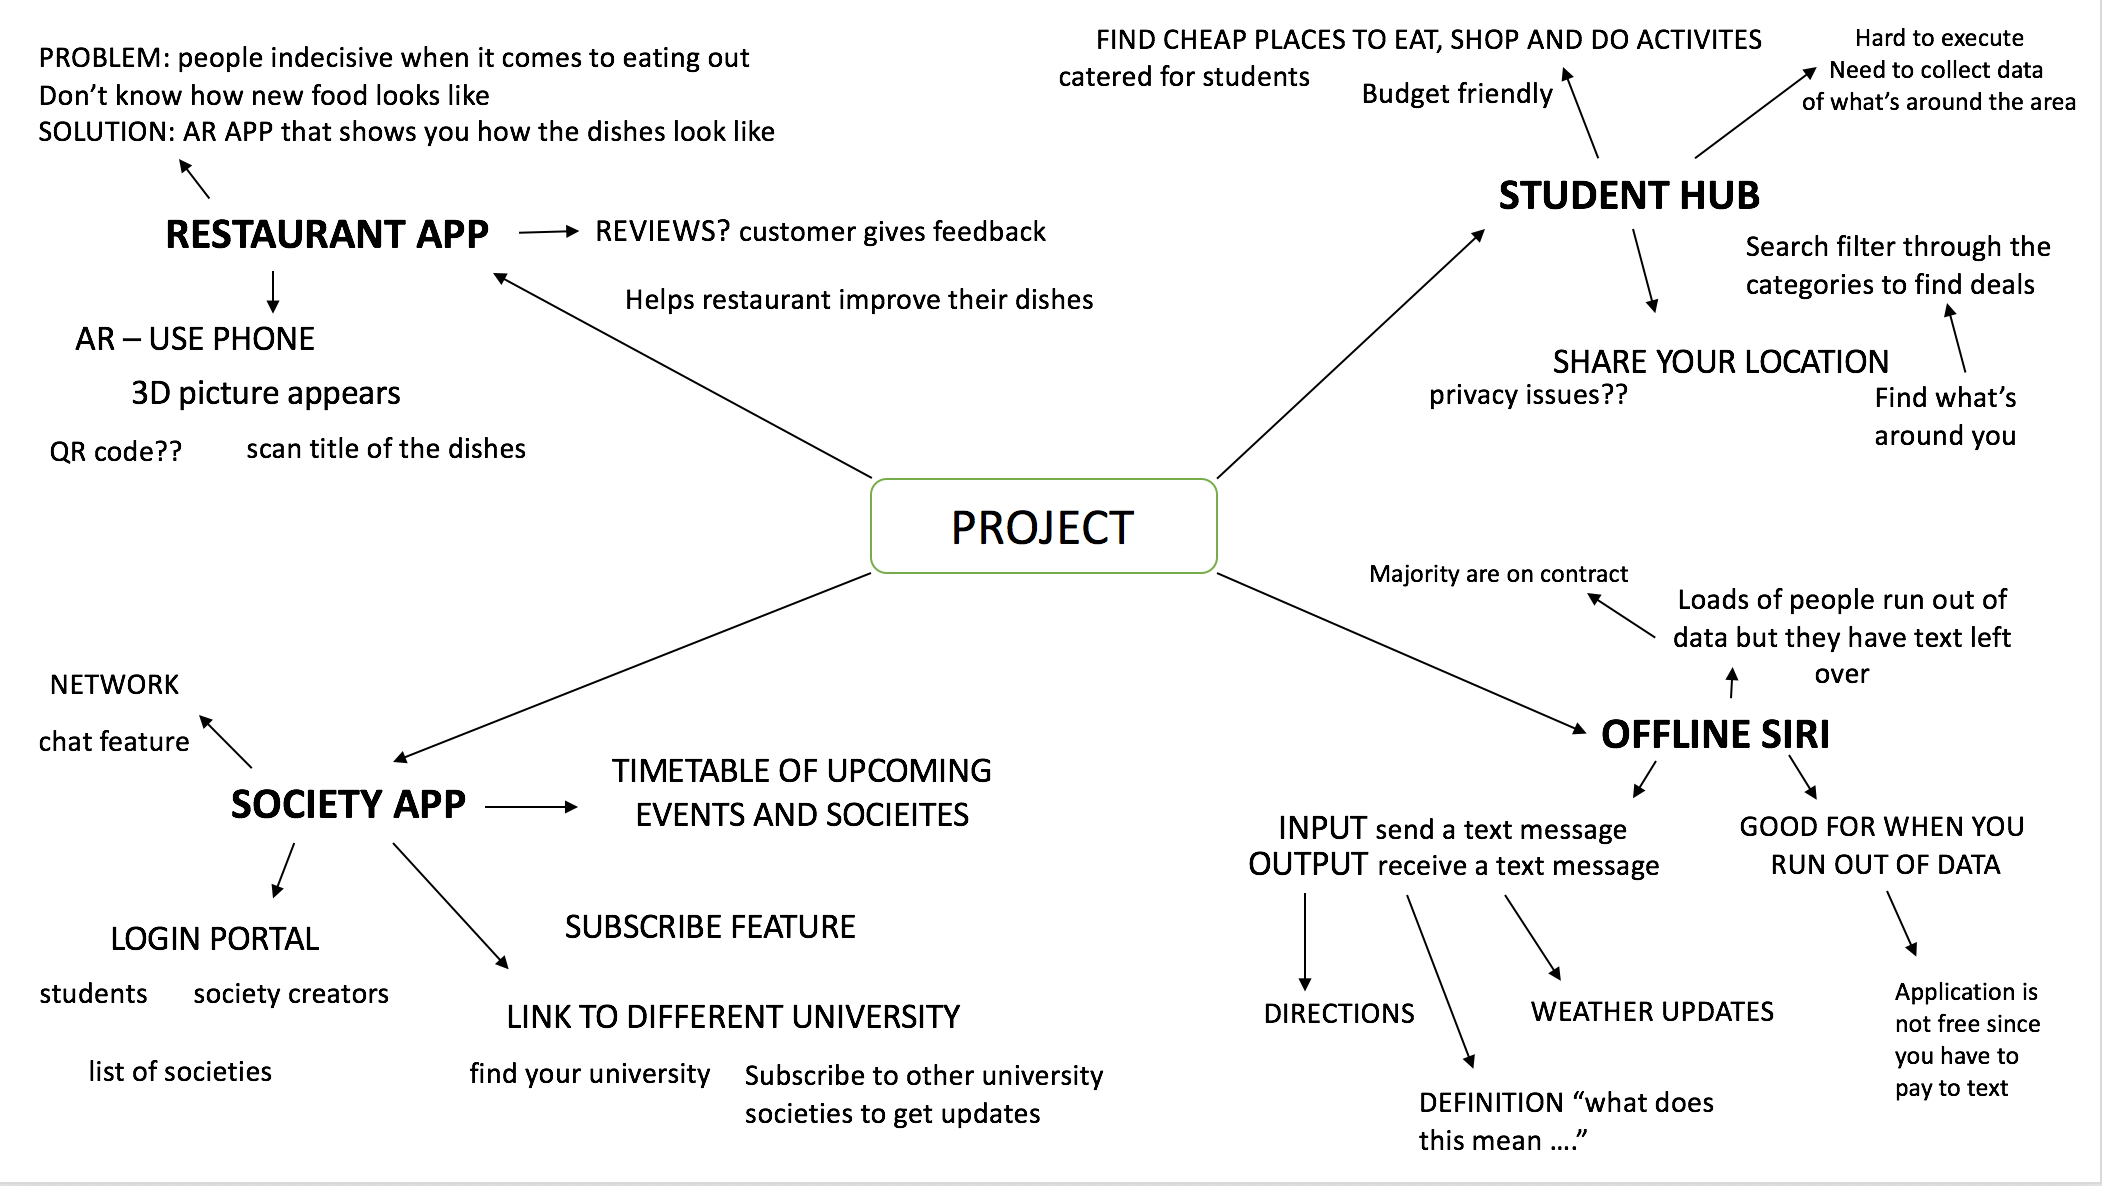 PROBLEM: people indecisive when it comes to eating out
Don’t know how new food looks like
SOLUTION: AR APP that shows you how the dishes look like
RESTAURANT APP
REVIEWS? customer gives feedback
Helps restaurant improve their dishes
AR – USE PHONE
3D picture appears
QR code??
scan title of the dishes
FIND CHEAP PLACES TO EAT, SHOP AND DO ACTIVITES
catered for students
Budget friendly
Hard to execute
Need to collect data
of what’s around the area
STUDENT HUB
Search filter through the
categories to find deals
SHARE YOUR LOCATION
privacy issues??
Find what’s
around you
PROJECT
NETWORK
chat feature
SOCIETY APP
TIMETABLE OF UPCOMING
EVENTS AND SOCIEITES
LOGIN PORTAL
students
society creators
list of societies
SUBSCRIBE FEATURE
LINK TO DIFFERENT UNIVERSITY
find your university
Subscribe to other university
societies to get updates
Majority are on contract
Loads of people run out of
data but they have text left
over
OFFLINE SIRI
INPUT send a text message
OUTPUT receive a text message
GOOD FOR WHEN YOU
RUN OUT OF DATA
DIRECTIONS
WEATHER UPDATES
DEFINITION “what does
this mean ....”
Application is
not free since
you have to
pay to text